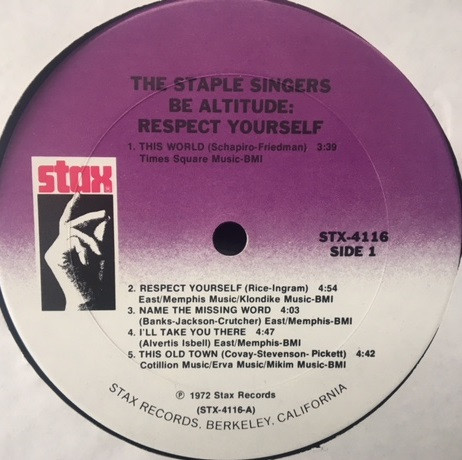 THE STAPLE SINGERS
BE ALTITUDE:
RESPECT YOURSELF
1. THIS WORLD (Schapiro-Friedman) 3:39
Times Square Music-BMI
stax
STX-4116
SIDE 1
2. RESPECT YOURSELF (Rice-Ingram) 4:54
East/Memphis Music/Klondike Music-BMI
3. NAME THE MISSING WORD 4:03
(Banks-Jackson-Crutcher) East/Memphis-BMI
4. I'LL TAKE YOU THERE 4:47
(Alvertis Isbell) East/Memphis-BMI
5. THIS OLD TOWN (Covay-Stevenson- Pickett) 4:42
Cotillion Music/Erva Music/Mikim Music-BMI
℗ 1972 Stax Records
(STX-4116-A)
STAX RECORDS, BERKELEY, CALIFORNIA